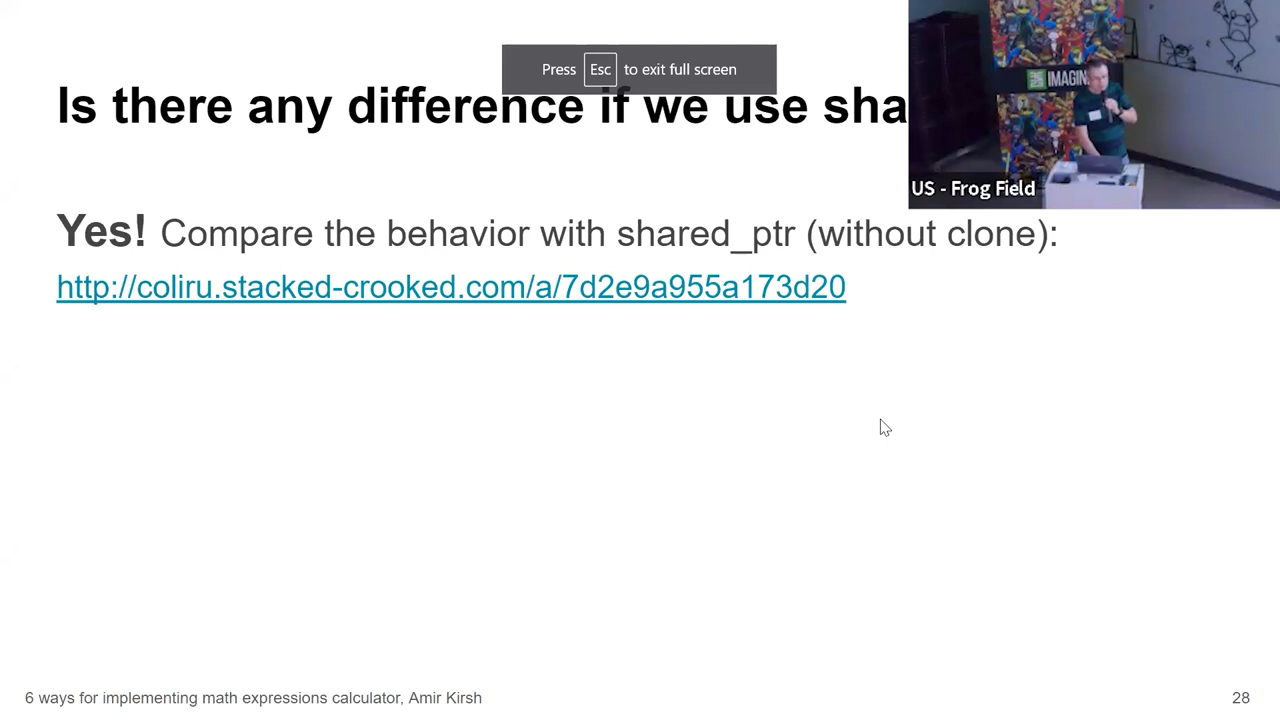 Press Esc to exit full screen
Is there any difference if we use sha
IMAGIN
US - Frog Field
Yes! Compare the behavior with shared_ptr (without clone):
http://coliru.stacked-crooked.com/a/7d2e9a955a173d20
6 ways for implementing math expressions calculator, Amir Kirsh
28